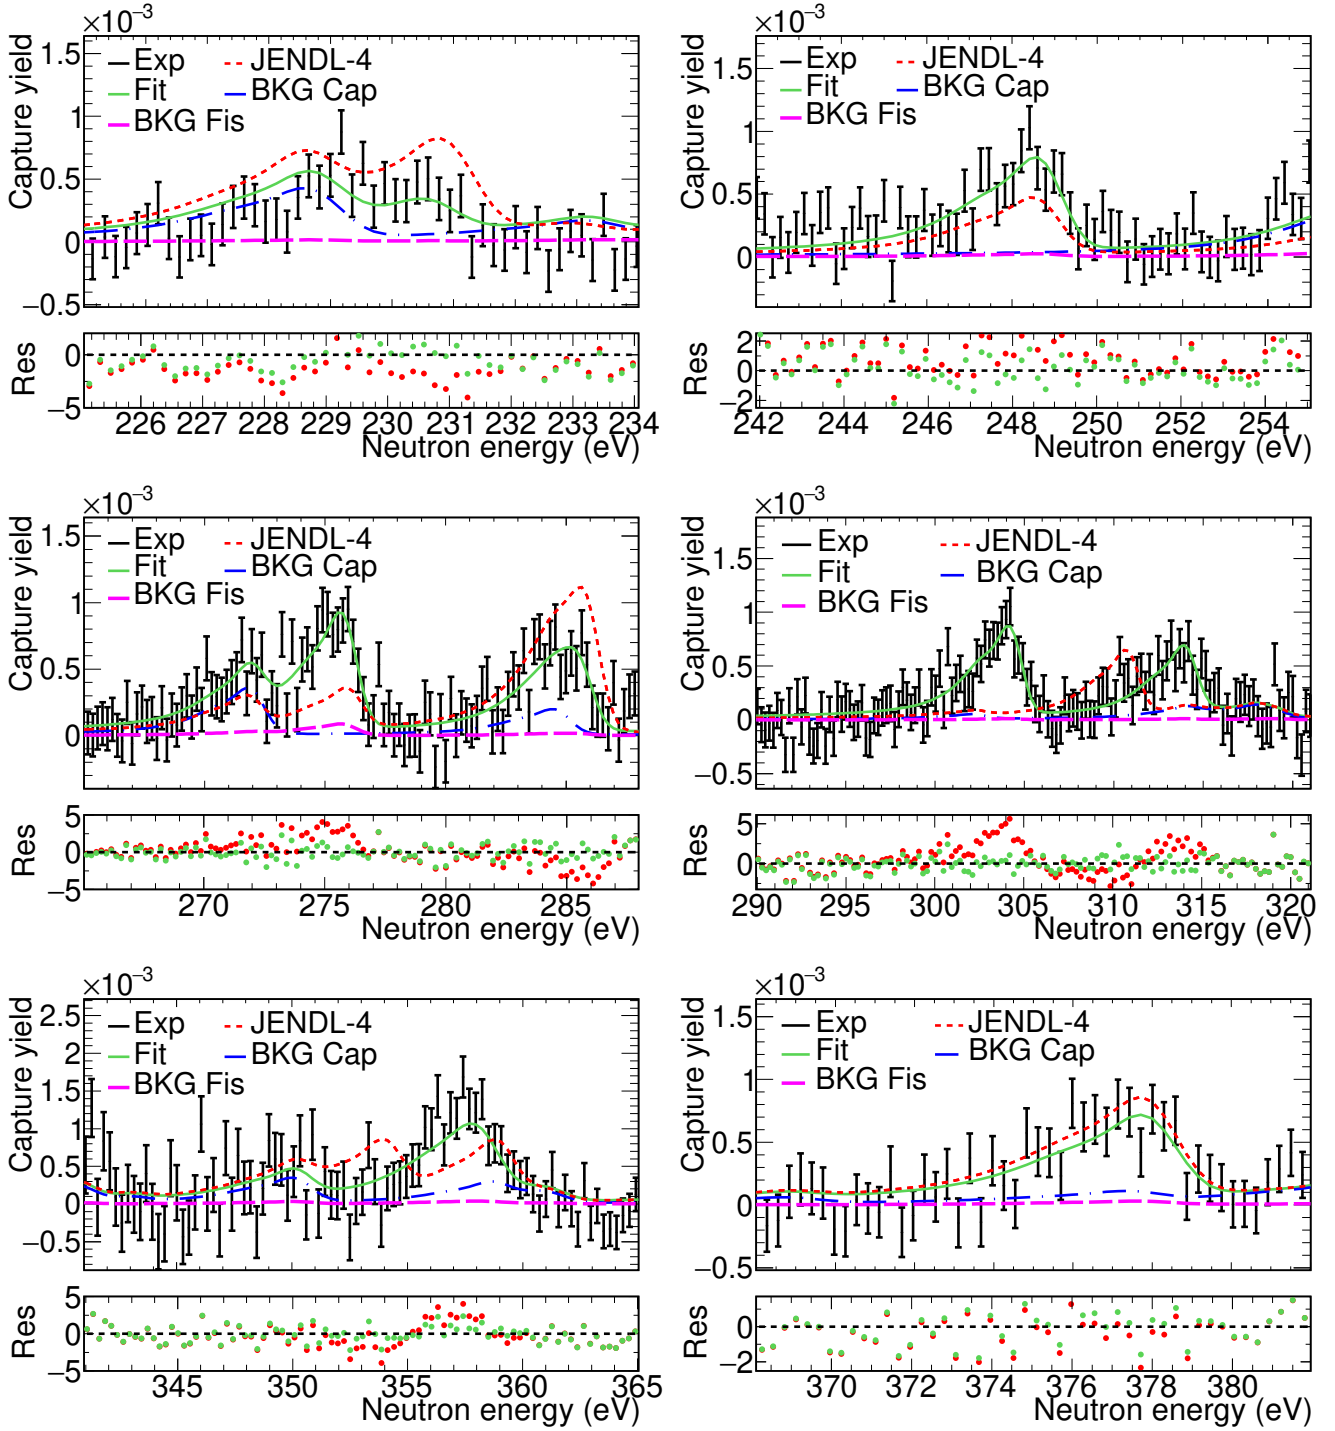 ×10⁻³
Capture yield
1.5
1
0.5
0
−0.5
Exp
JENDL-4
Fit
BKG Cap
BKG Fis
Res
0
−5
226 227 228 229 230 231 232 233 234
Neutron energy (eV)
×10⁻³
Capture yield
1.5
1
0.5
0
Exp
JENDL-4
Fit
BKG Cap
BKG Fis
Res
2
0
−2
242 244 246 248 250 252 254
Neutron energy (eV)
×10⁻³
Capture yield
1.5
1
0.5
0
Exp
JENDL-4
Fit
BKG Cap
BKG Fis
Res
5
0
−5
270 275 280 285
Neutron energy (eV)
×10⁻³
Capture yield
1.5
1
0.5
0
−0.5
Exp
JENDL-4
Fit
BKG Cap
BKG Fis
Res
5
0
290 295 300 305 310 315 320
Neutron energy (eV)
×10⁻³
Capture yield
2.5
2
1.5
1
0.5
0
−0.5
Exp
JENDL-4
Fit
BKG Cap
BKG Fis
Res
5
0
−5
345 350 355 360 365
Neutron energy (eV)
×10⁻³
Capture yield
1.5
1
0.5
0
−0.5
Exp
JENDL-4
Fit
BKG Cap
BKG Fis
Res
0
−2
370 372 374 376 378 380
Neutron energy (eV)